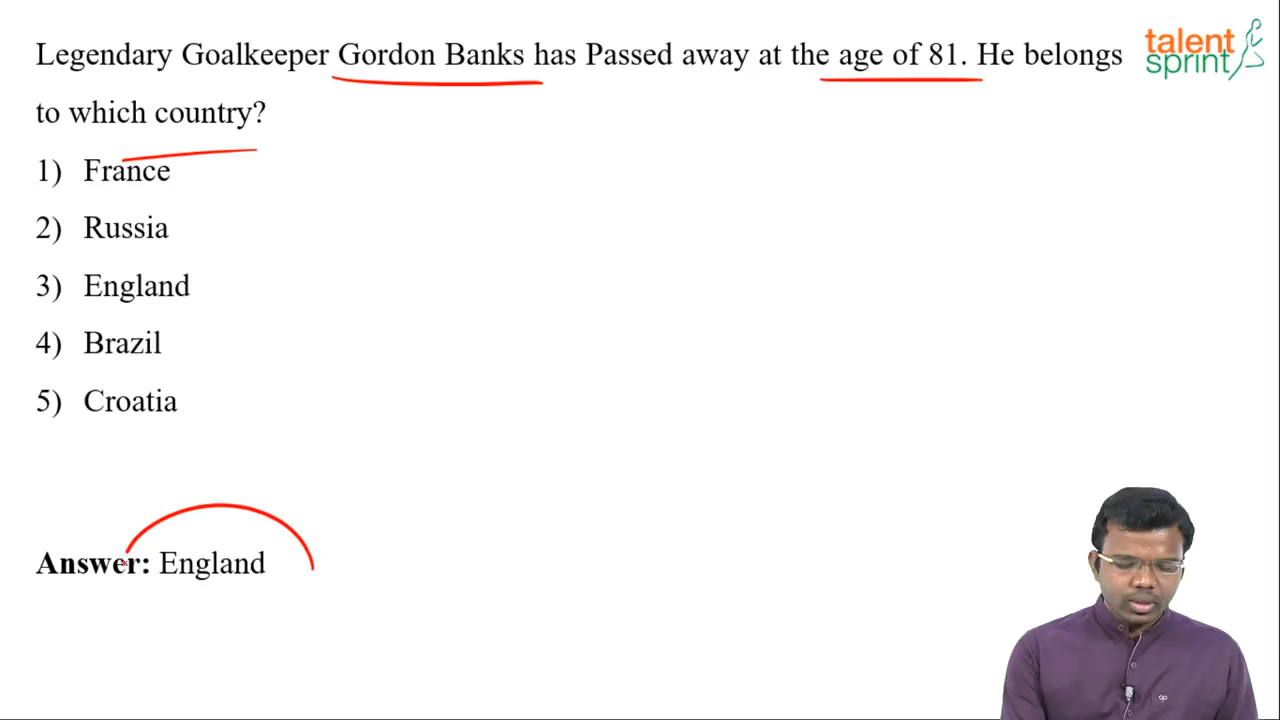 Legendary Goalkeeper Gordon Banks has Passed away at the age of 81. He belongs
to which country?
talent
sprint
1) France
2) Russia
3) England
4) Brazil
5) Croatia
Answer: England